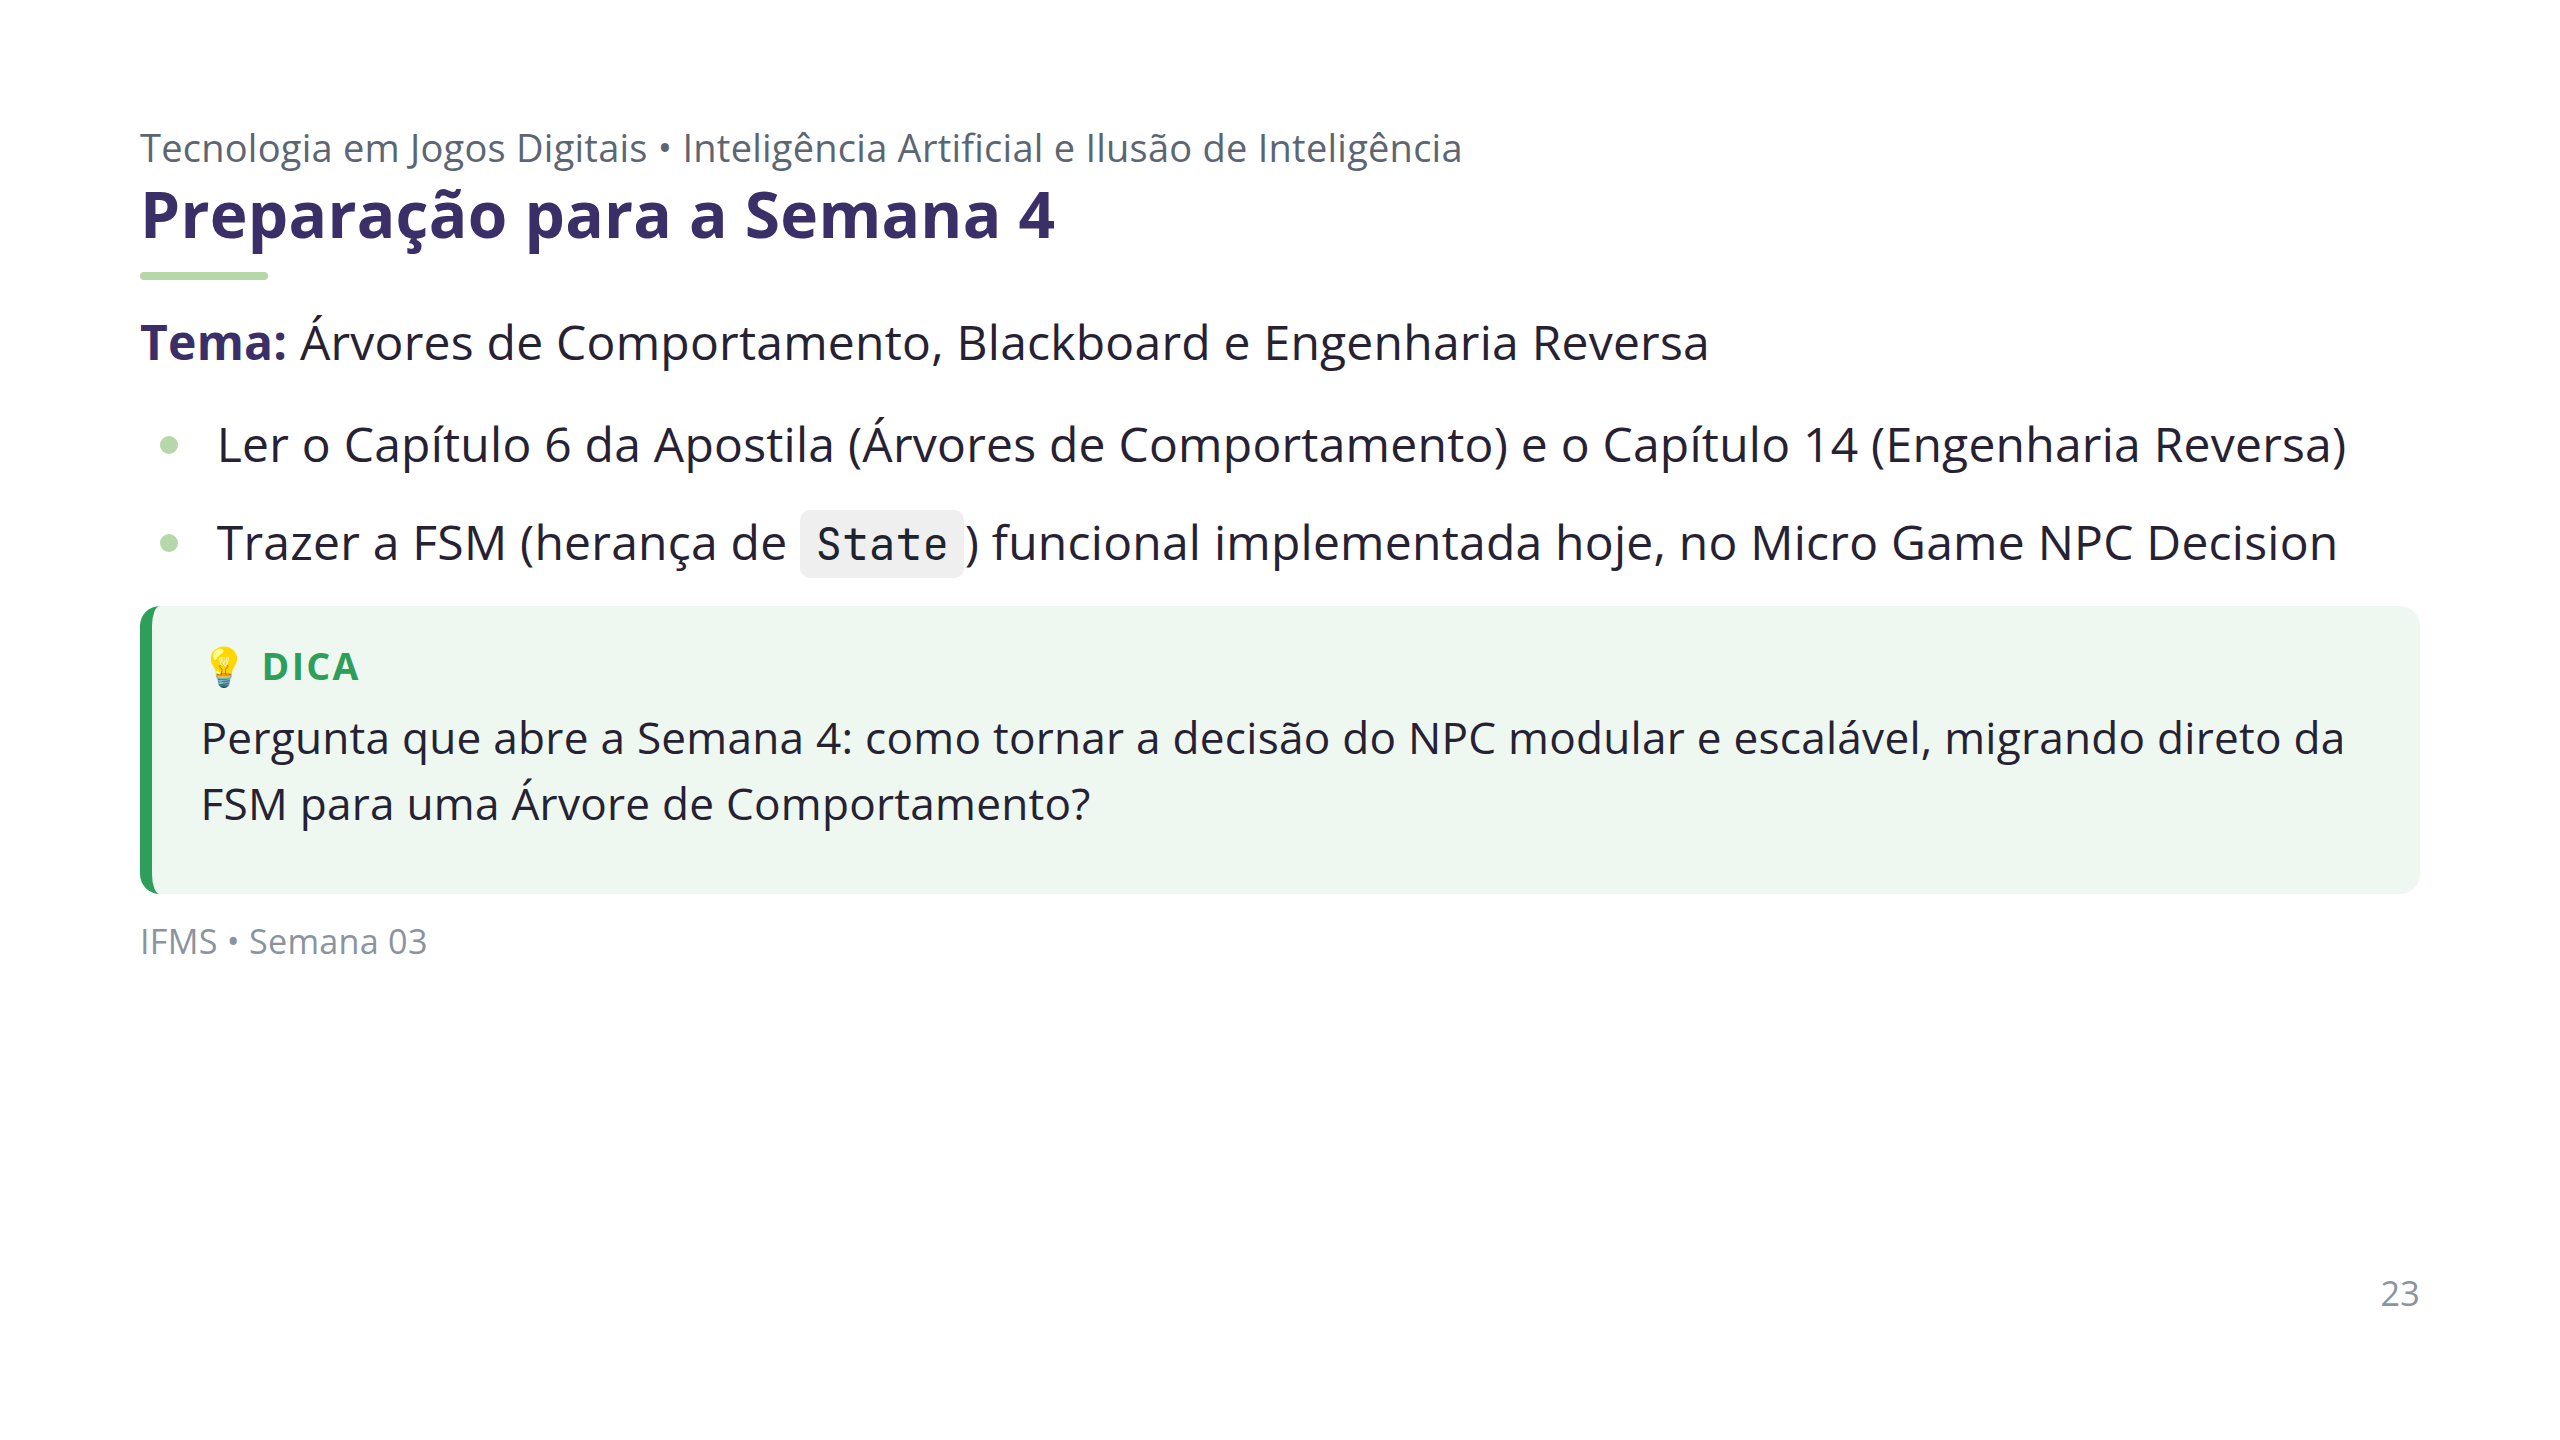 Tecnologia em Jogos Digitais • Inteligência Artificial e Ilusão de Inteligência
Preparação para a Semana 4
Tema: Árvores de Comportamento, Blackboard e Engenharia Reversa
• Ler o Capítulo 6 da Apostila (Árvores de Comportamento) e o Capítulo 14 (Engenharia Reversa)
• Trazer a FSM (herança de State) funcional implementada hoje, no Micro Game NPC Decision
💡 DICA
Pergunta que abre a Semana 4: como tornar a decisão do NPC modular e escalável, migrando direto da
FSM para uma Árvore de Comportamento?
IFMS • Semana 03
23